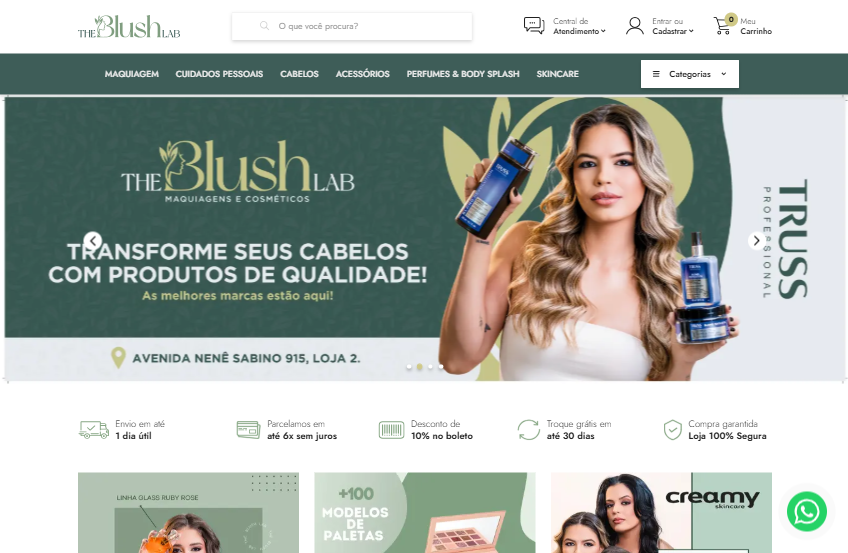 THE Blush LAB
O que você procura?
Central de
Atendimento
Entrar ou
Cadastrar
0
Meu
Carrinho
MAQUIAGEM CUIDADOS PESSOAIS CABELOS ACESSÓRIOS PERFUMES & BODY SPLASH SKINCARE
Categorias
THE Blush LAB
MAQUIAGENS E COSMÉTICOS
TRANSFORME SEUS CABELOS
COM PRODUTOS DE QUALIDADE!
As melhores marcas estão aqui!
AVENIDA NENÊ SABINO 915, LOJA 2.
TRUSS
TRUSS
PROFESSIONAL
Envio em até
1 dia útil
Parcelamos em
até 6x sem juros
Desconto de
10% no boleto
Troque grátis em
até 30 dias
Compra garantida
Loja 100% Segura
LINHA GLASS RUBY ROSE
+100
MODELOS
DE
PALETAS
creamy
skincare